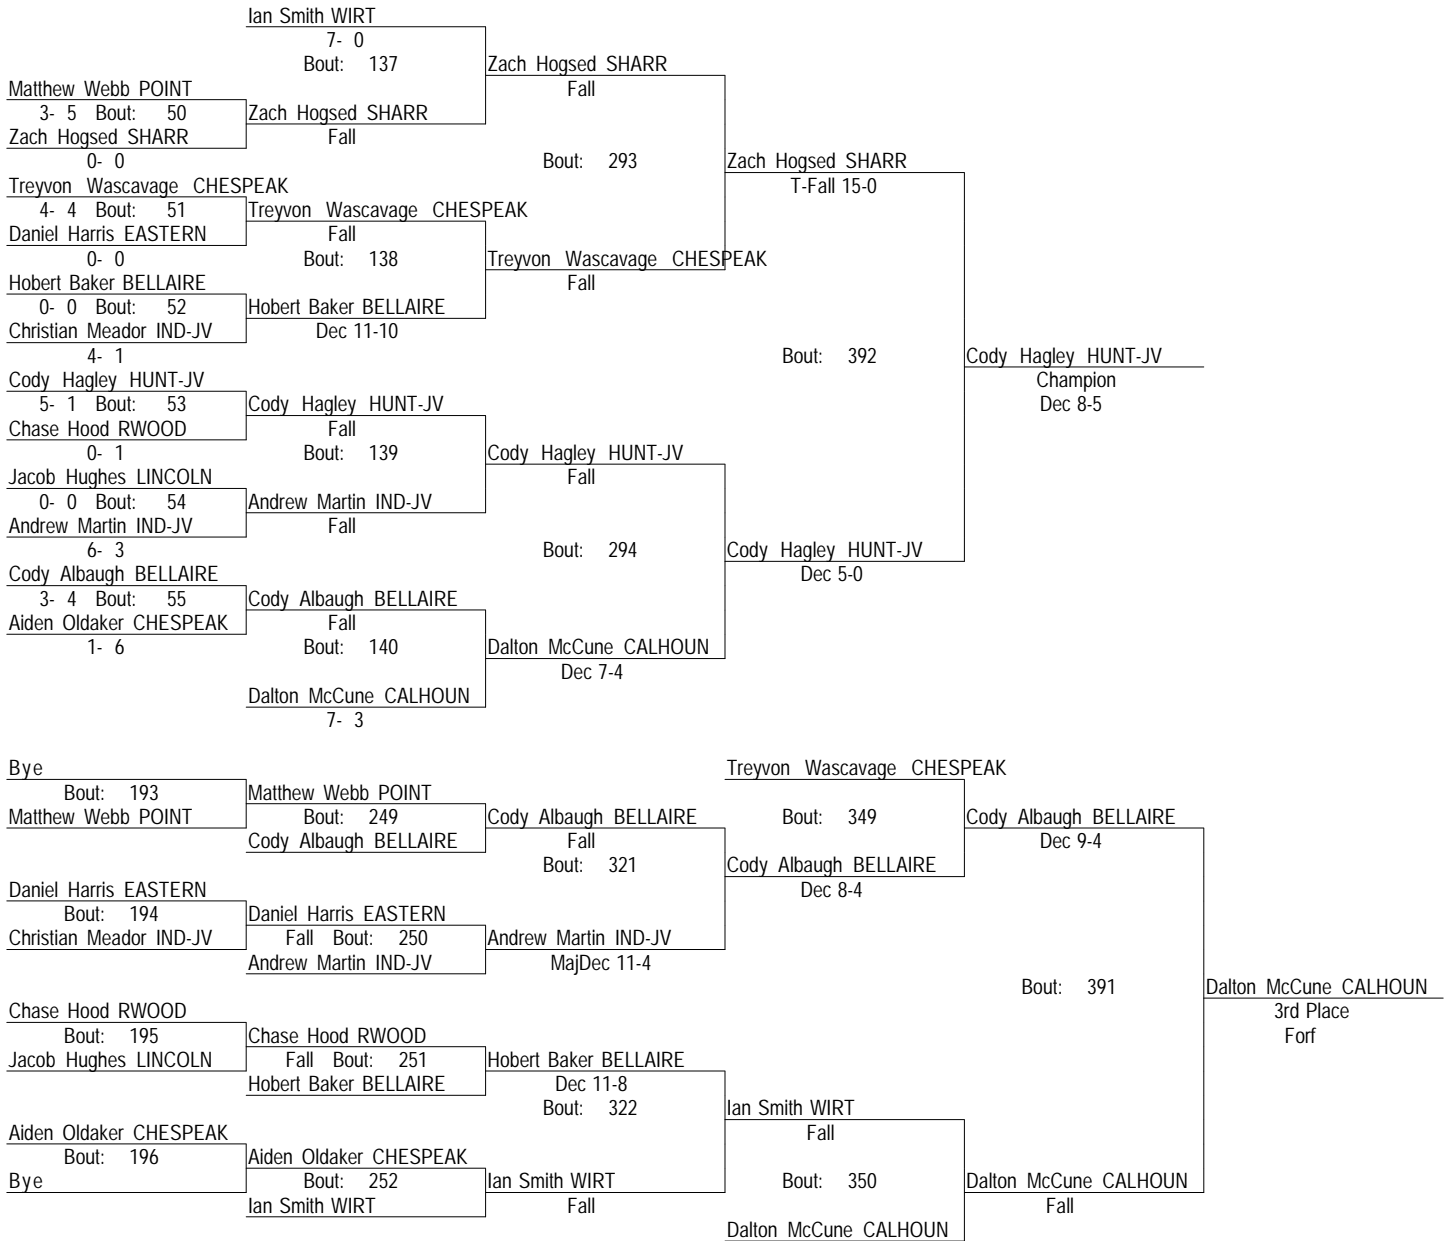 Ian Smith WIRT
7- 0
Bout: 137 Zach Hogsed SHARR
Matthew Webb POINT Fall
3- 5 Bout: 50 Zach Hogsed SHARR
Zach Hogsed SHARR Fall
0- 0 Bout: 293 Zach Hogsed SHARR
Treyvon Wascavage CHESPEAK T-Fall 15-0
4- 4 Bout: 51 Treyvon Wascavage CHESPEAK
Daniel Harris EASTERN Fall
0- 0 Bout: 138 Treyvon Wascavage CHESPEAK
Hobert Baker BELLAIRE Fall
0- 0 Bout: 52 Hobert Baker BELLAIRE
Christian Meador IND-JV Dec 11-10
4- 1 Bout: 392 Cody Hagley HUNT-JV
Cody Hagley HUNT-JV Champion
5- 1 Bout: 53 Cody Hagley HUNT-JV Dec 8-5
Chase Hood RWOOD Fall
0- 1 Bout: 139 Cody Hagley HUNT-JV
Jacob Hughes LINCOLN Fall
0- 0 Bout: 54 Andrew Martin IND-JV
Andrew Martin IND-JV Fall
6- 3 Bout: 294 Cody Hagley HUNT-JV
Cody Albaugh BELLAIRE Dec 5-0
3- 4 Bout: 55 Cody Albaugh BELLAIRE
Aiden Oldaker CHESPEAK Fall
1- 6 Bout: 140 Dalton McCune CALHOUN
Dec 7-4
Dalton McCune CALHOUN
7- 3
Bye Treyvon Wascavage CHESPEAK
Bout: 193 Matthew Webb POINT
Matthew Webb POINT Bout: 249 Cody Albaugh BELLAIRE Bout: 349 Cody Albaugh BELLAIRE
Cody Albaugh BELLAIRE Fall Dec 9-4
Bout: 321 Cody Albaugh BELLAIRE
Daniel Harris EASTERN Dec 8-4
Bout: 194 Daniel Harris EASTERN
Christian Meador IND-JV Fall Bout: 250 Andrew Martin IND-JV
Andrew Martin IND-JV MajDec 11-4
Bout: 391 Dalton McCune CALHOUN
Chase Hood RWOOD 3rd Place
Bout: 195 Chase Hood RWOOD Forf
Jacob Hughes LINCOLN Fall Bout: 251 Hobert Baker BELLAIRE
Hobert Baker BELLAIRE Dec 11-8
Bout: 322 Ian Smith WIRT
Aiden Oldaker CHESPEAK Fall
Bout: 196 Aiden Oldaker CHESPEAK
Bye Bout: 252 Ian Smith WIRT Bout: 350 Dalton McCune CALHOUN
Ian Smith WIRT Fall Fall
Dalton McCune CALHOUN